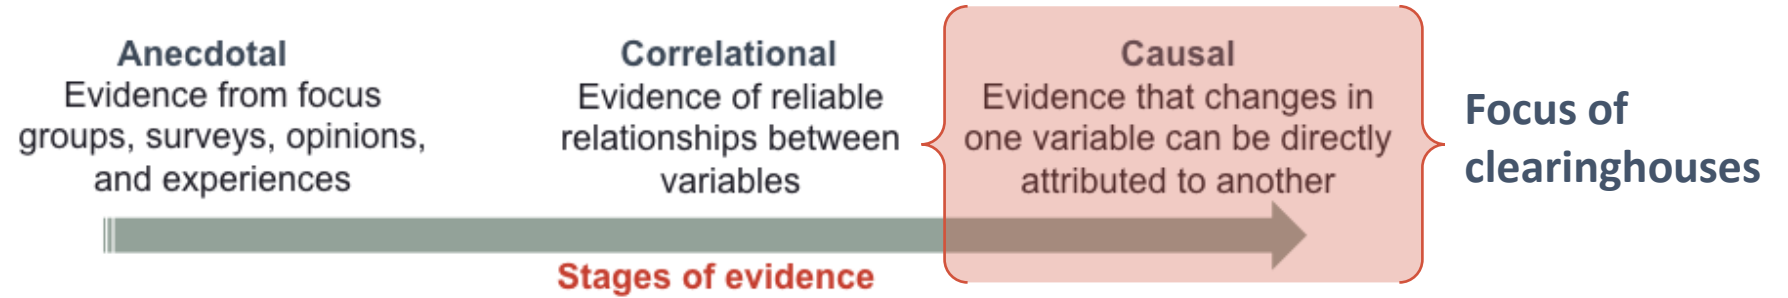 Anecdotal
Evidence from focus
groups, surveys, opinions,
and experiences
Correlational
Evidence of reliable
relationships between
variables
Causal
Evidence that changes in
one variable can be directly
attributed to another
Focus of
clearinghouses
Stages of evidence